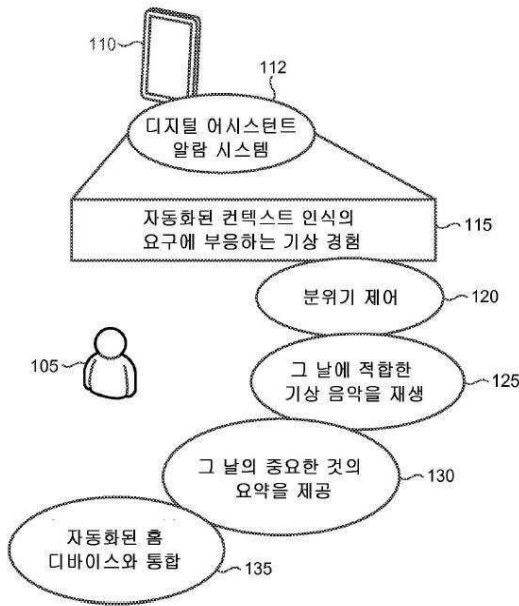 110
112
디지털 어시스턴트
알람 시스템
자동화된 컨텍스트 인식의
요구에 부응하는 기상 경험
115
분위기 제어
120
105
그 날에 적합한
기상 음악을 재생
125
그 날의 중요한 것의
요약을 제공
130
자동화된 홈
디바이스와 통합
135